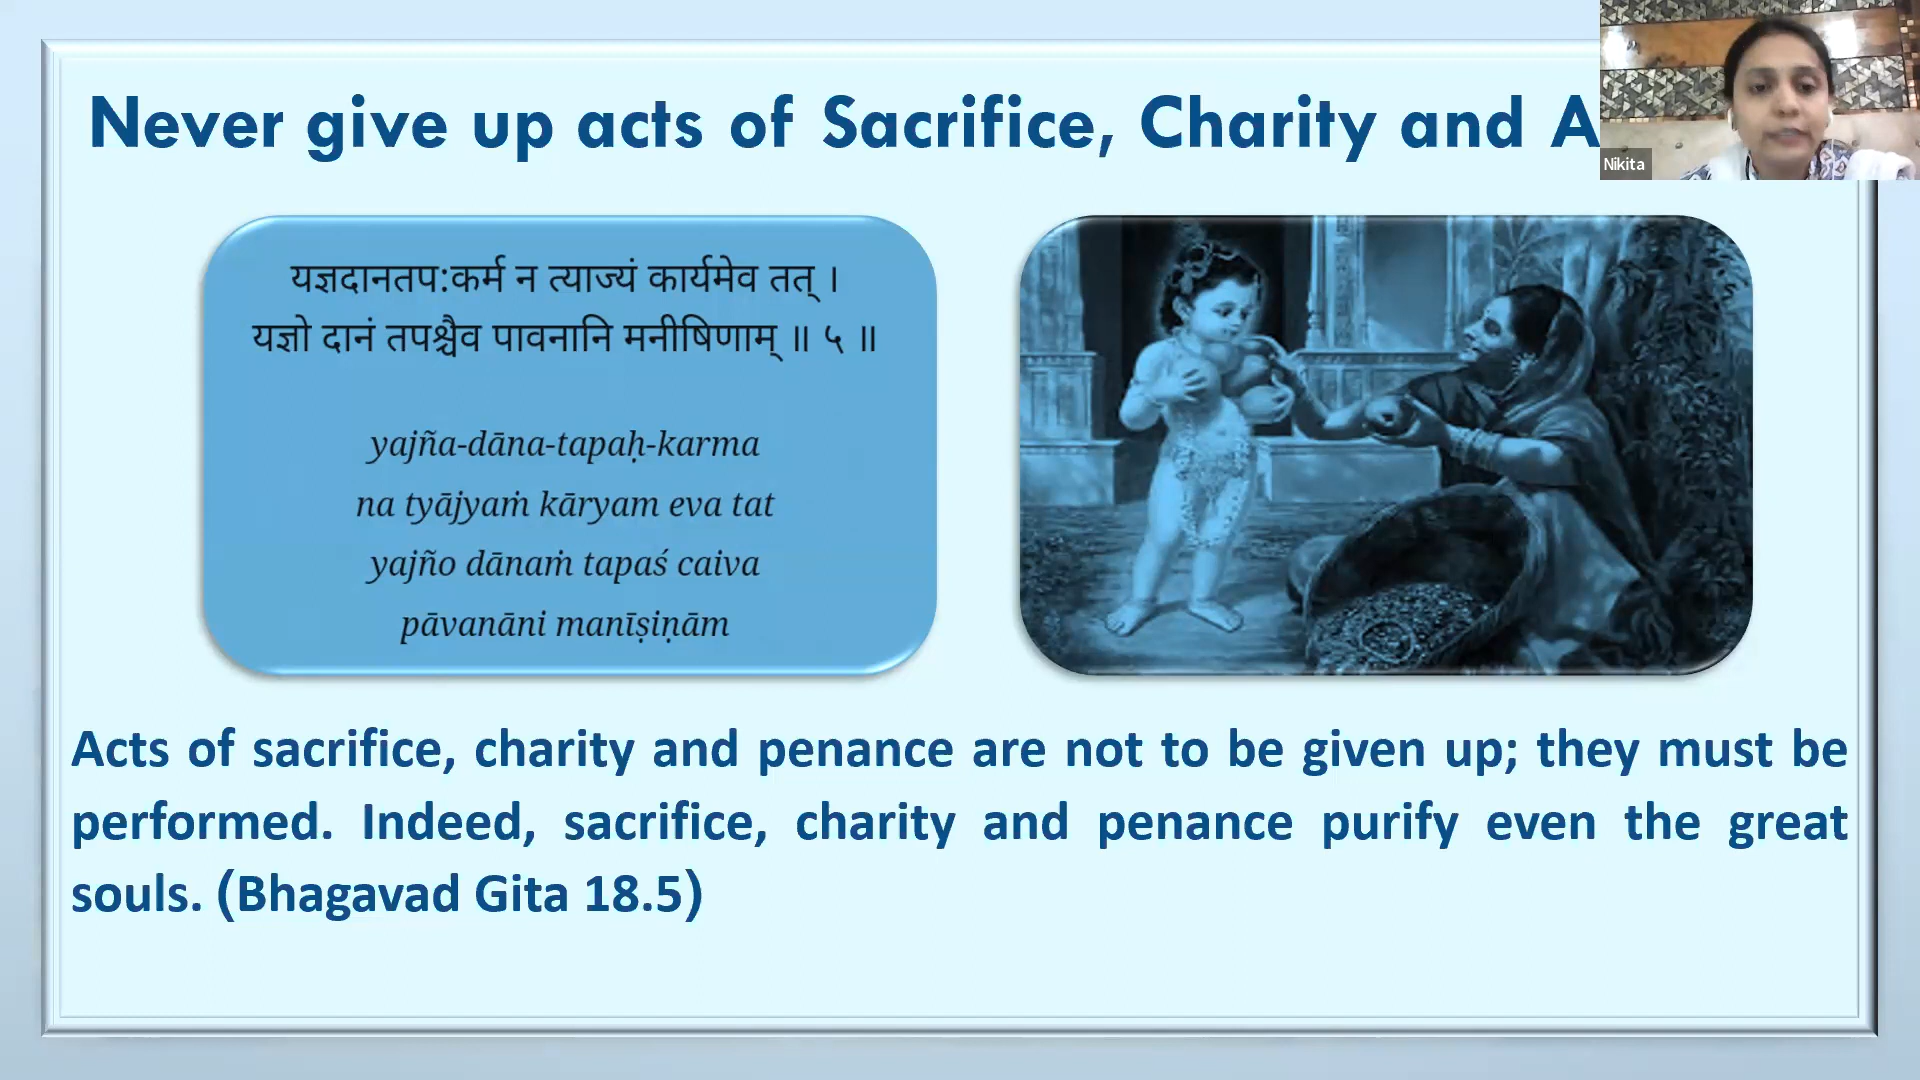 Never give up acts of Sacrifice, Charity and A
Nikita
यज्ञदानतप:कर्म न त्याज्यं कार्यमेव तत् ।
यज्ञो दानं तपश्चैव पावनानि मनीषिणाम् ॥ ५ ॥
yajña-dāna-tapaḥ-karma
na tyājyaṁ kāryam eva tat
yajño dānaṁ tapaś caiva
pāvanāni manīṣiṇām
Acts of sacrifice, charity and penance are not to be given up; they must be
performed. Indeed, sacrifice, charity and penance purify even the great
souls. (Bhagavad Gita 18.5)